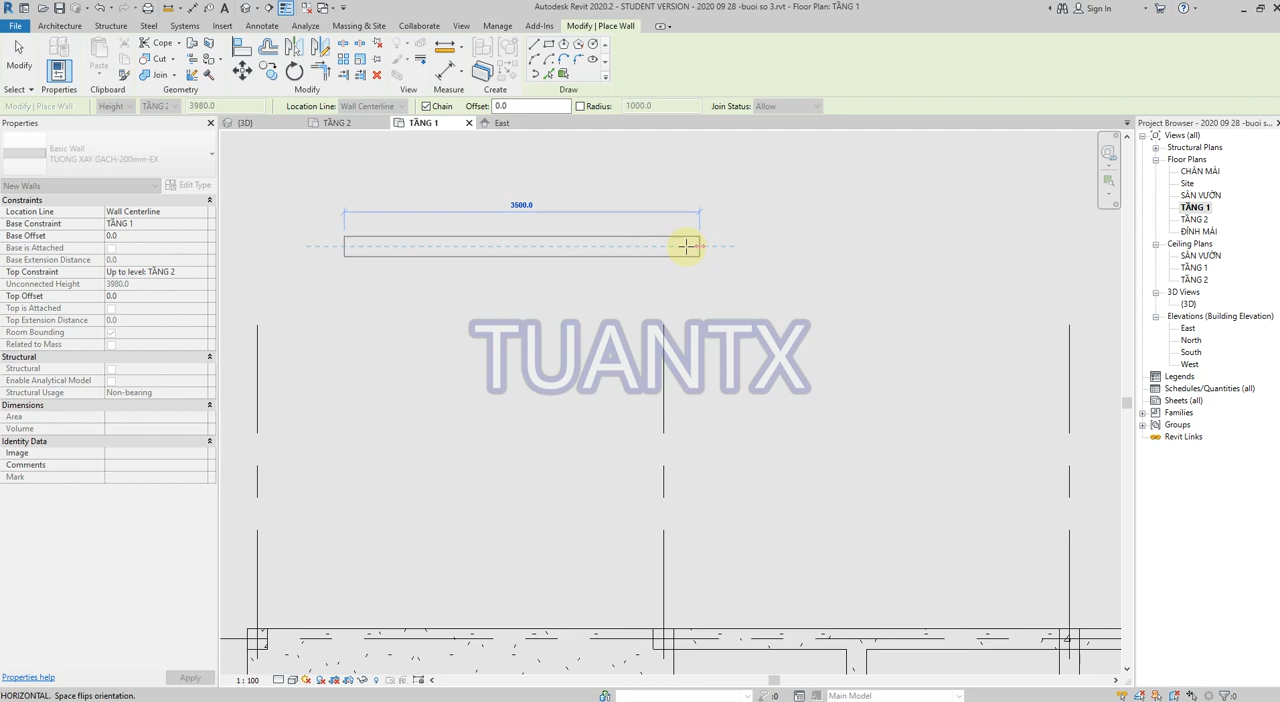 Autodesk Revit 2020.2 - STUDENT VERSION - 2020 09 28 -buoi so 3.rvt - Floor Plan: TẦNG 1
Sign In
File Architecture Structure Steel Systems Insert Annotate Analyze Massing & Site Collaborate View Manage Add-Ins Modify | Place Wall
Modify Paste Cope Cut Join
Select Properties Clipboard Geometry Modify View Measure Create Draw
Modify | Place Wall Height TẦNG 2 3980.0 Location Line: Wall Centerline Chain Offset: 0.0 Radius: 1000.0 Join Status: Allow
Properties
{3D} TẦNG 2 TẦNG 1 East
Project Browser - 2020 09 28 -buoi so...
Basic Wall
TUONG XAY GACH-200mm-EX
New Walls Edit Type
Constraints
Location Line Wall Centerline
Base Constraint TẦNG 1
Base Offset 0.0
Base is Attached
Base Extension Distance 0.0
Top Constraint Up to level: TẦNG 2
Unconnected Height 3980.0
Top Offset 0.0
Top is Attached
Top Extension Distance 0.0
Room Bounding
Related to Mass
Structural
Structural
Enable Analytical Model
Structural Usage Non-bearing
Dimensions
Area
Volume
Identity Data
Image
Comments
Mark
Properties help Apply
3500.0
TUANTX
2D
Views (all)
Structural Plans
Floor Plans
CHÂN MÁI
Site
SÂN VƯỜN
TẦNG 1
TẦNG 2
ĐỈNH MÁI
Ceiling Plans
SÂN VƯỜN
TẦNG 1
TẦNG 2
3D Views
{3D}
Elevations (Building Elevation)
East
North
South
West
Legends
Schedules/Quantities (all)
Sheets (all)
Families
Groups
Revit Links
1 : 100
HORIZONTAL. Space flips orientation.
:0 Main Model :0